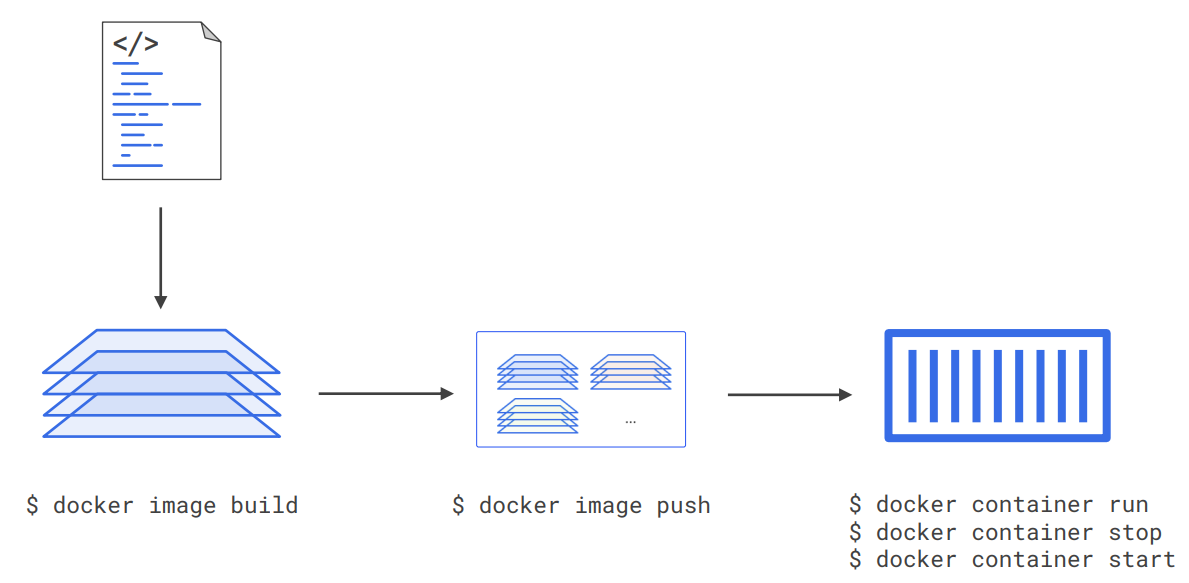 </>
...
$ docker image build
$ docker image push
$ docker container run
$ docker container stop
$ docker container start